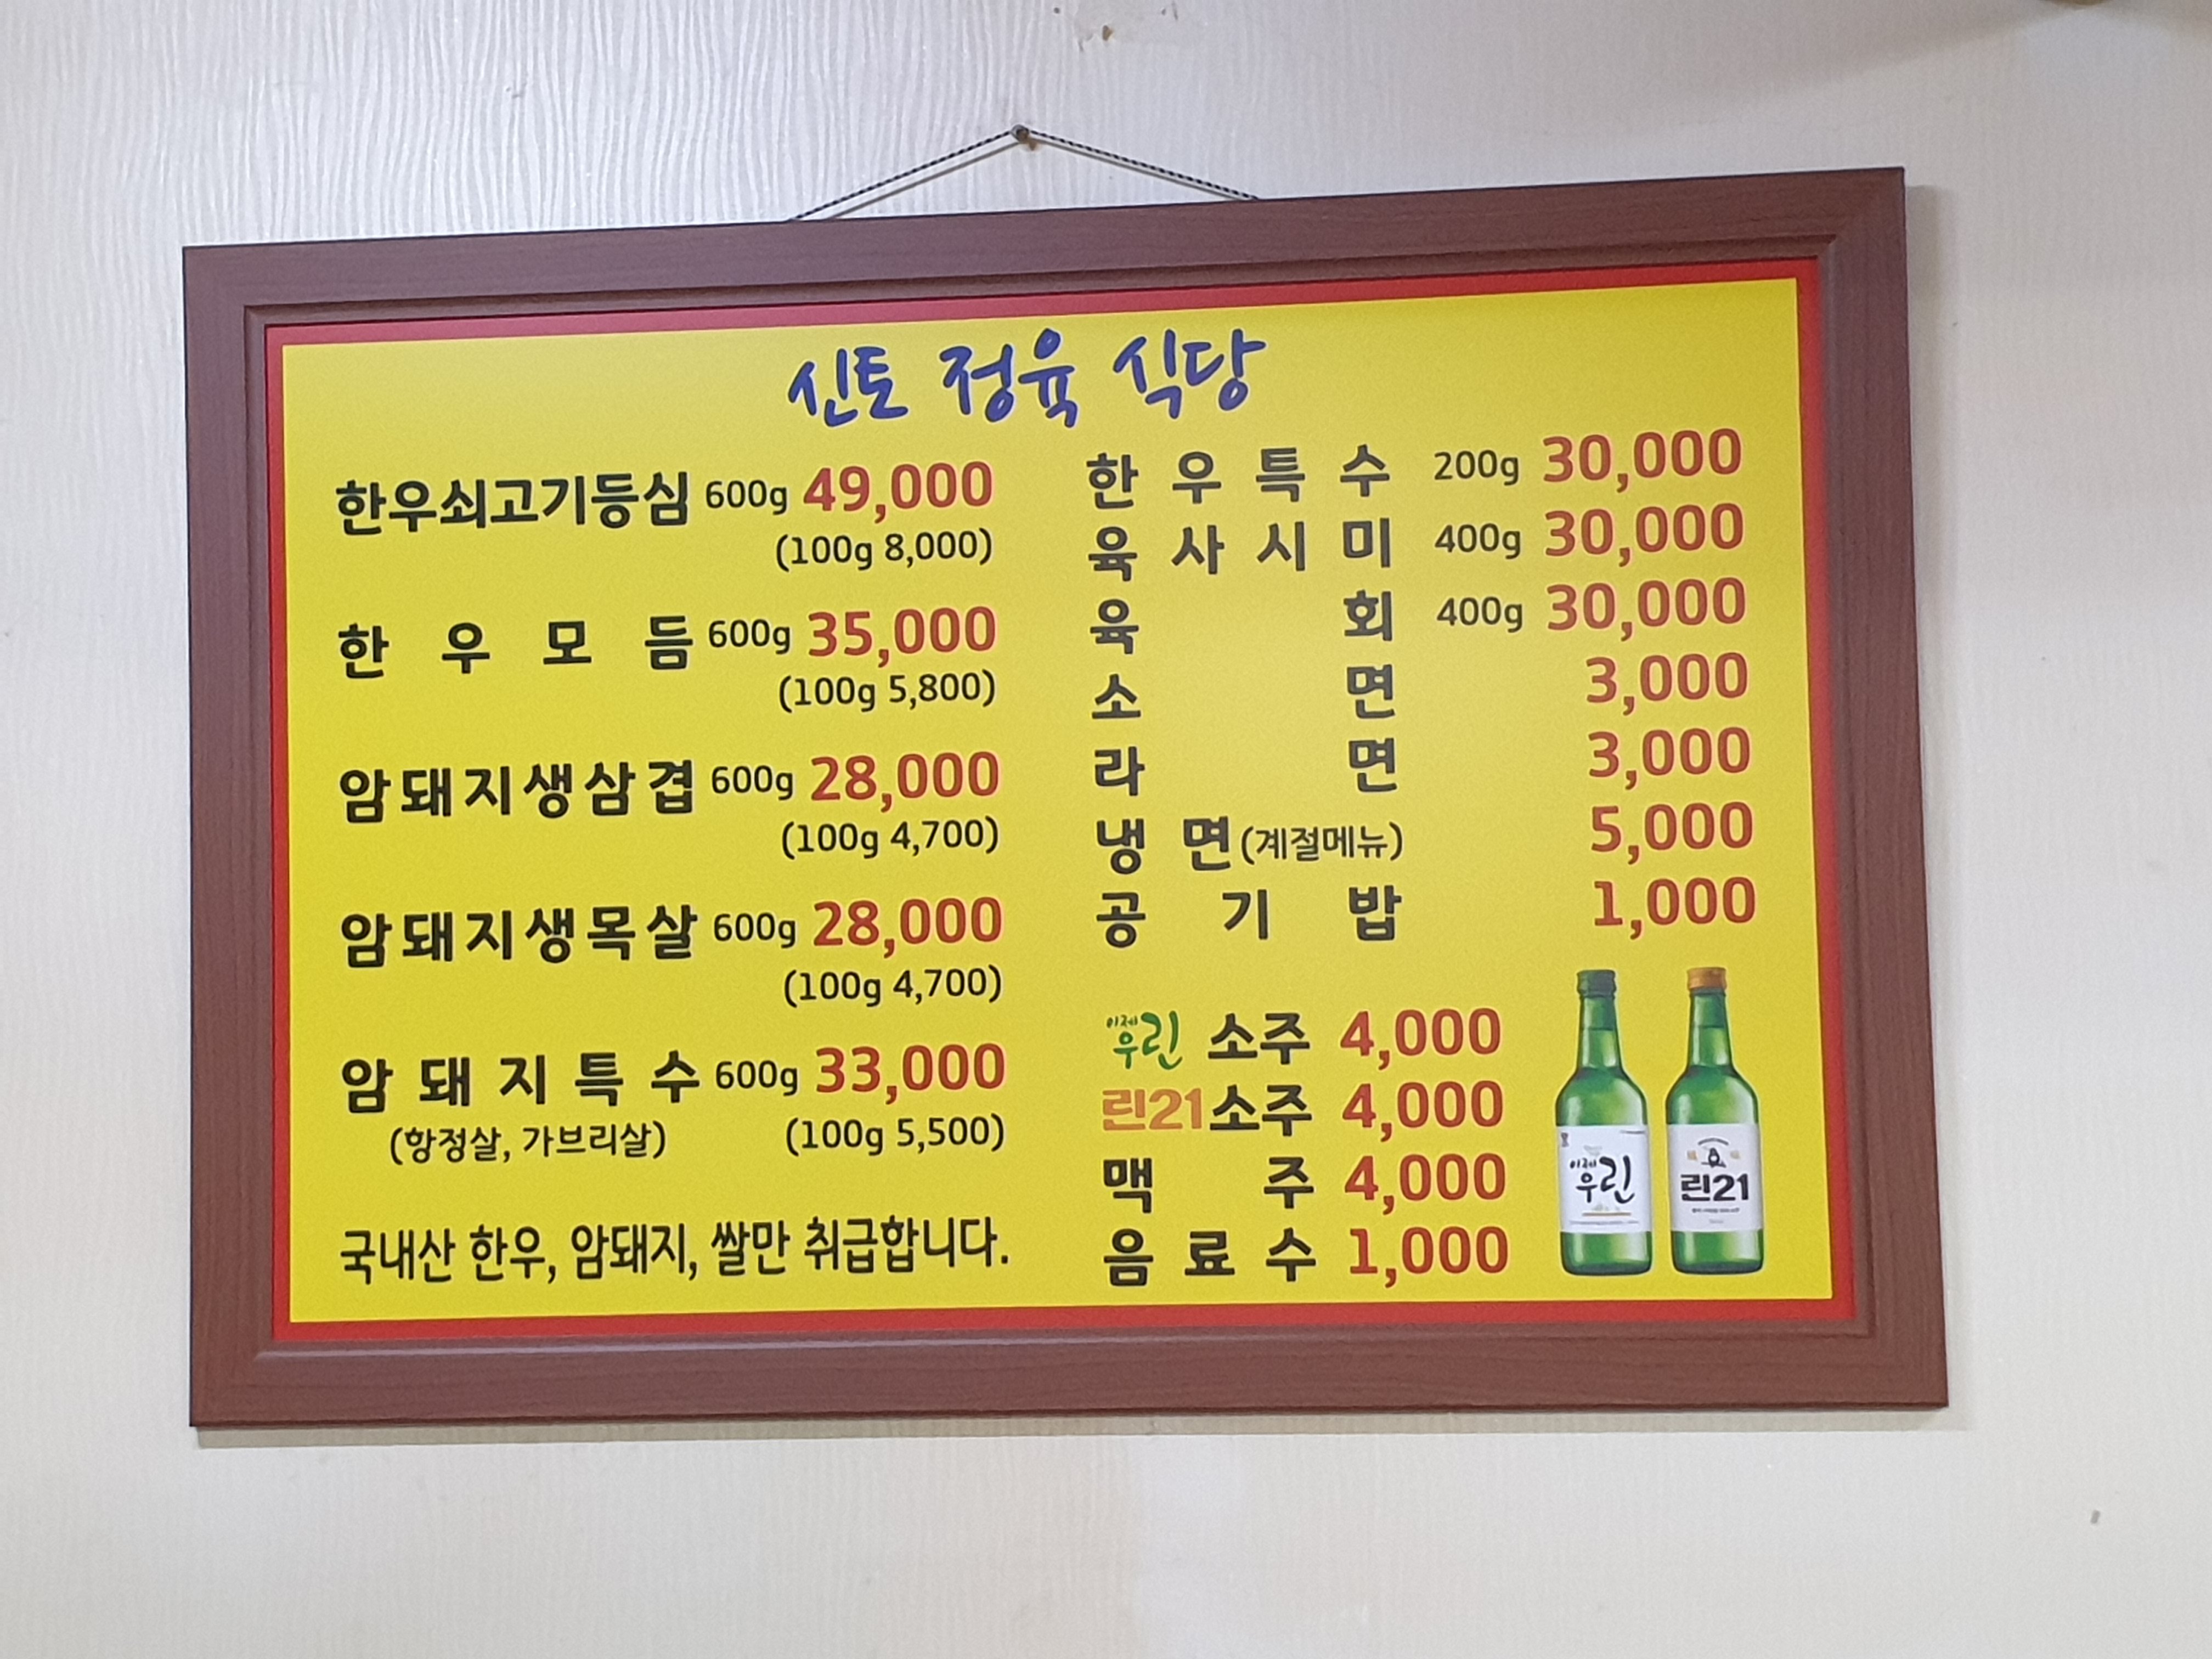 신토 정육 식당
한우쇠고기등심 600g 49,000
(100g 8,000)
한우모듬 600g 35,000
(100g 5,800)
암돼지생삼겹 600g 28,000
(100g 4,700)
암돼지생목살 600g 28,000
(100g 4,700)
암돼지특수 600g 33,000
(항정살, 가브리살) (100g 5,500)
국내산 한우, 암돼지, 쌀만 취급합니다.
한우특수 200g 30,000
육사시미 400g 30,000
육회 400g 30,000
소면 3,000
라면 3,000
냉면(계절메뉴) 5,000
공기밥 1,000
이제우린 소주 4,000
린21소주 4,000
맥주 4,000
음료수 1,000
이제우린
린21